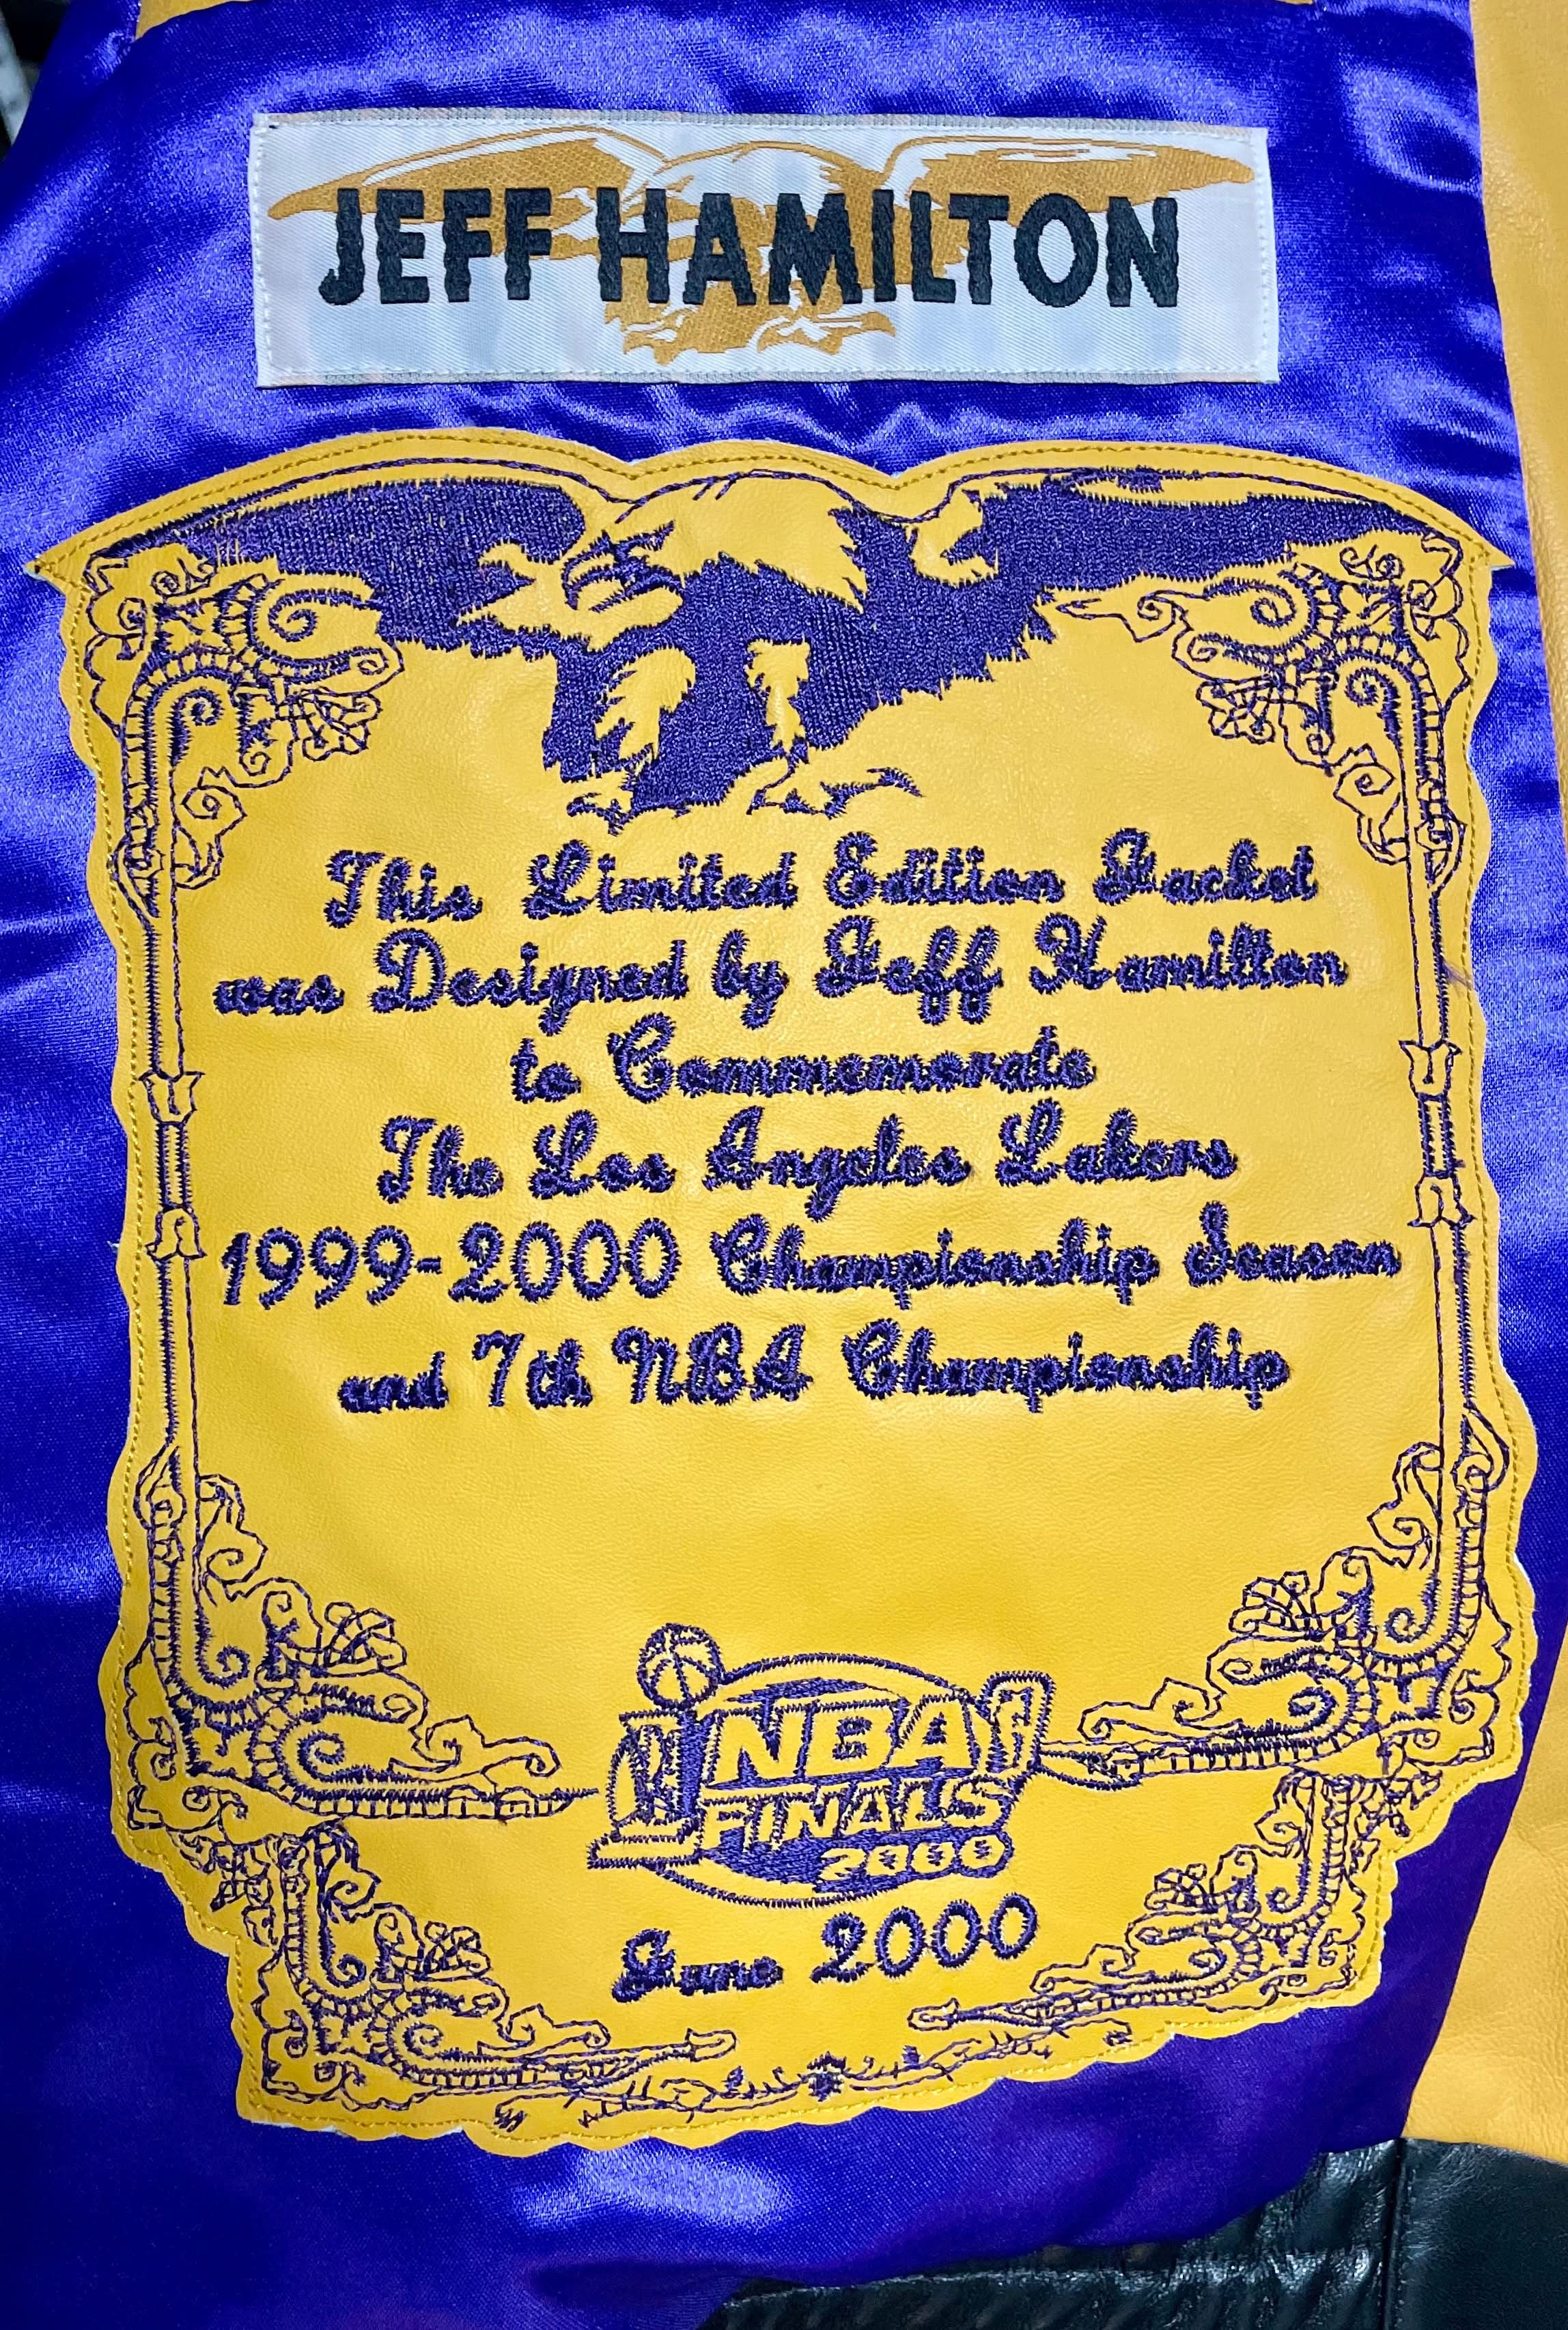 JEFF HAMILTON
This Limited Edition Jacket
was Designed by Jeff Hamilton
to Commemorate
The Los Angeles Lakers
1999-2000 Championship Season
and 7th NBA Championship
NBA
FINALS
2000
June 2000